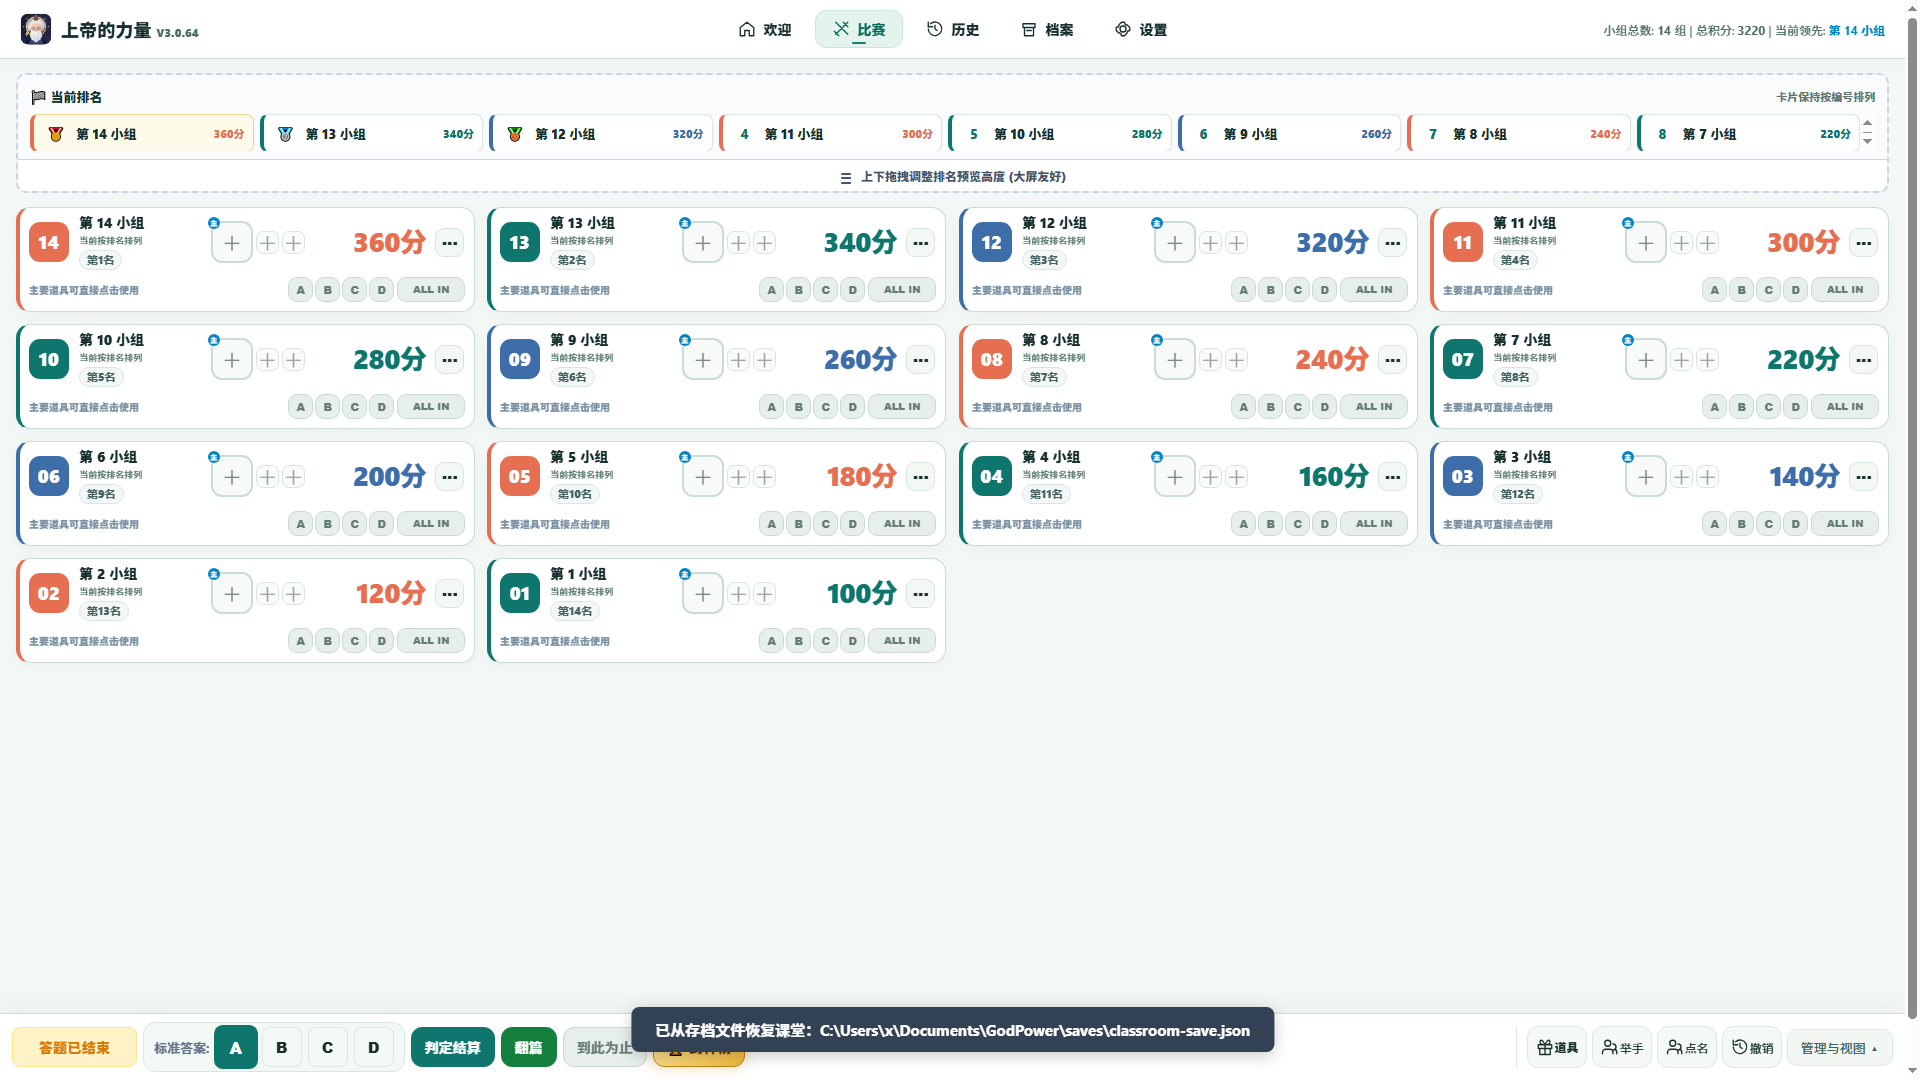 上帝的力量 V3.0.64
欢迎
比赛
历史
档案
设置
小组总数: 14 组 | 总积分: 3220 | 当前领先: 第 14 小组
当前排名
卡片保持按编号排列
第 14 小组 360分
第 13 小组 340分
第 12 小组 320分
4 第 11 小组 300分
5 第 10 小组 280分
6 第 9 小组 260分
7 第 8 小组 240分
8 第 7 小组 220分
上下拖拽调整排名预览高度 (大屏友好)
14 第 14 小组 主 360分
当前按排名排列
第1名
主要道具可直接点击使用 A B C D ALL IN
13 第 13 小组 主 340分
当前按排名排列
第2名
主要道具可直接点击使用 A B C D ALL IN
12 第 12 小组 主 320分
当前按排名排列
第3名
主要道具可直接点击使用 A B C D ALL IN
11 第 11 小组 主 300分
当前按排名排列
第4名
主要道具可直接点击使用 A B C D ALL IN
10 第 10 小组 主 280分
当前按排名排列
第5名
主要道具可直接点击使用 A B C D ALL IN
09 第 9 小组 主 260分
当前按排名排列
第6名
主要道具可直接点击使用 A B C D ALL IN
08 第 8 小组 主 240分
当前按排名排列
第7名
主要道具可直接点击使用 A B C D ALL IN
07 第 7 小组 主 220分
当前按排名排列
第8名
主要道具可直接点击使用 A B C D ALL IN
06 第 6 小组 主 200分
当前按排名排列
第9名
主要道具可直接点击使用 A B C D ALL IN
05 第 5 小组 主 180分
当前按排名排列
第10名
主要道具可直接点击使用 A B C D ALL IN
04 第 4 小组 主 160分
当前按排名排列
第11名
主要道具可直接点击使用 A B C D ALL IN
03 第 3 小组 主 140分
当前按排名排列
第12名
主要道具可直接点击使用 A B C D ALL IN
02 第 2 小组 主 120分
当前按排名排列
第13名
主要道具可直接点击使用 A B C D ALL IN
01 第 1 小组 主 100分
当前按排名排列
第14名
主要道具可直接点击使用 A B C D ALL IN
已从存档文件恢复课堂：C:\Users\x\Documents\GodPower\saves\classroom-save.json
答题已结束
标准答案: A B C D
判定结算
翻篇
到此为止
道具
举手
点名
撤销
管理与视图